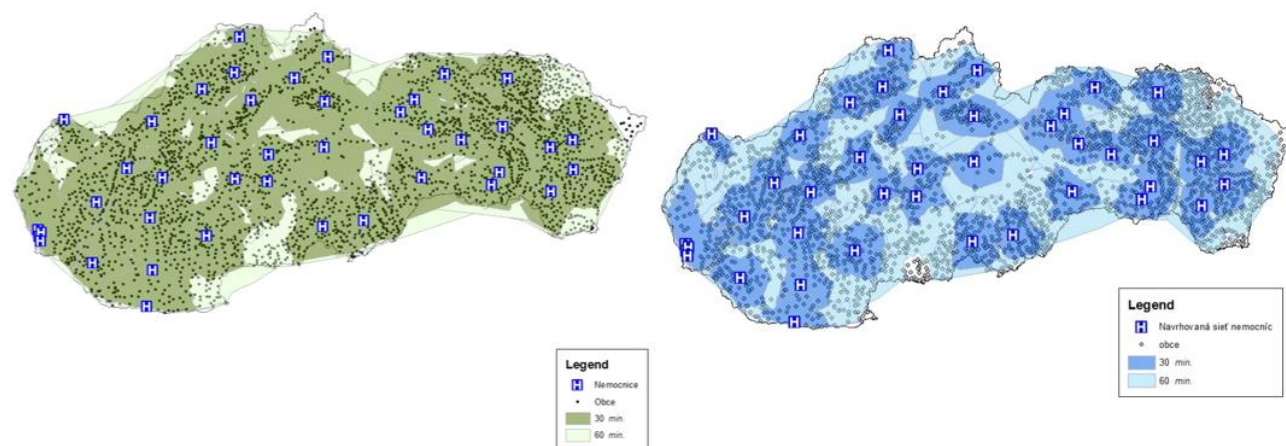 Legend
H Nemocnice
Obce
30 min.
60 min.
Legend
H Navrhovaná sieť nemocníc
obce
30 min.
60 min.